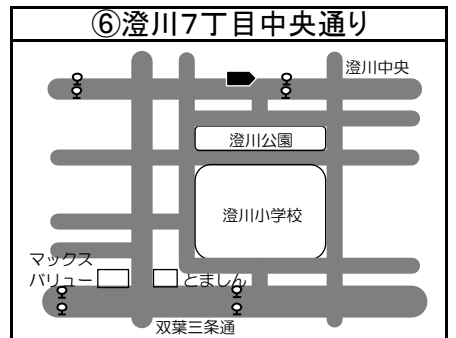 ⑥澄川7丁目中央通り
澄川中央
澄川公園
澄川小学校
マックス
バリュー
とましん
双葉三条通